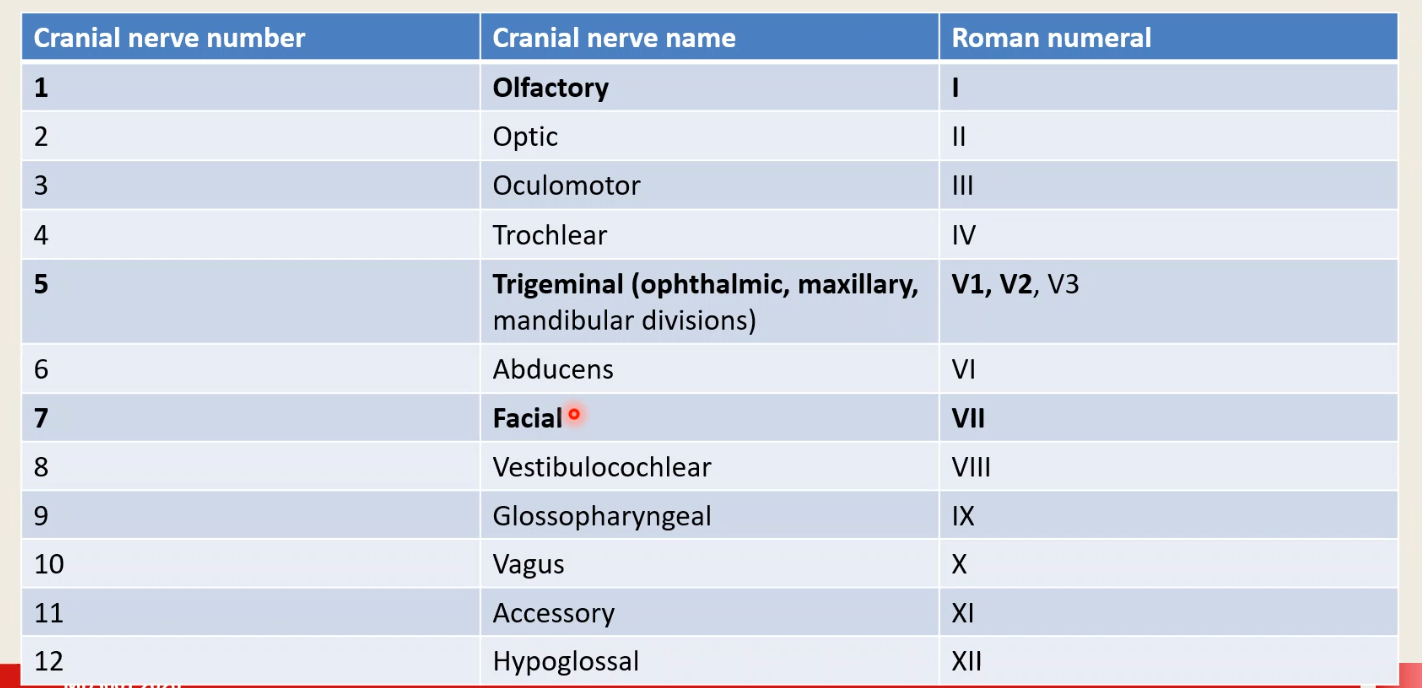 Cranial nerve number Cranial nerve name Roman numeral
1 Olfactory I
2 Optic II
3 Oculomotor III
4 Trochlear IV
5 Trigeminal (ophthalmic, maxillary, V1, V2, V3
mandibular divisions)
6 Abducens VI
7 Facial VII
8 Vestibulocochlear VIII
9 Glossopharyngeal IX
10 Vagus X
11 Accessory XI
12 Hypoglossal XII